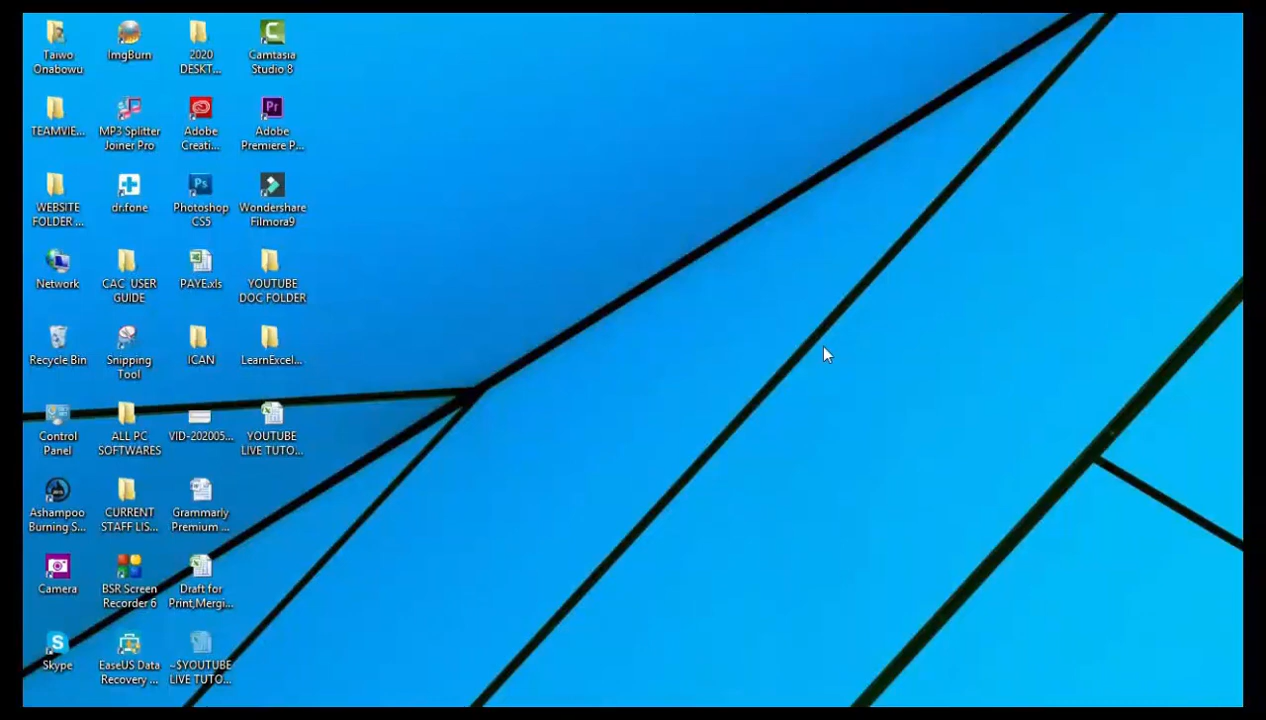 Taiwo
Onabowu
ImgBurn
2020
DESKT...
Camtasia
Studio 8
TEAMVIE...
MP3 Splitter
Joiner Pro
Adobe
Creati...
Adobe
Premiere P...
WEBSITE
FOLDER ...
dr.fone
Photoshop
CS5
Wondershare
Filmora9
Network
CAC USER
GUIDE
PAYE.xls
YOUTUBE
DOC FOLDER
Recycle Bin
Snipping
Tool
ICAN
LearnExcel...
Control
Panel
ALL PC
SOFTWARES
VID-202005...
YOUTUBE
LIVE TUTO...
Ashampoo
Burning S...
CURRENT
STAFF LIS...
Grammarly
Premium ...
Camera
BSR Screen
Recorder 6
Draft for
Print,Mergi...
Skype
EaseUS Data
Recovery ...
~$YOUTUBE
LIVE TUTO...